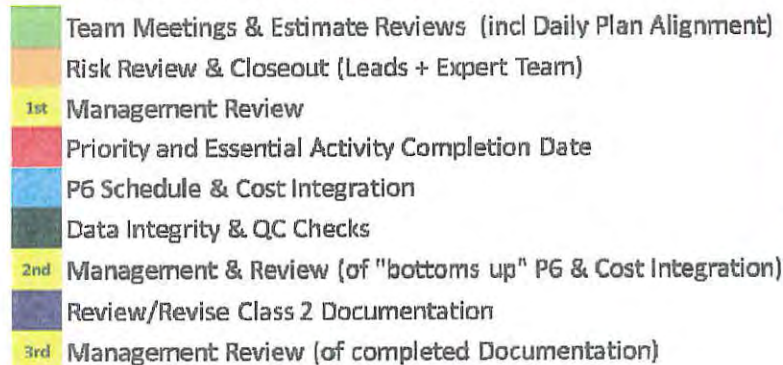 Team Meetings & Estimate Reviews (incl Daily Plan Alignment)
Risk Review & Closeout (Leads + Expert Team)
1st Management Review
Priority and Essential Activity Completion Date
P6 Schedule & Cost Integration
Data Integrity & QC Checks
2nd Management & Review (of "bottoms up" P6 & Cost Integration)
Review/Revise Class 2 Documentation
3rd Management Review (of completed Documentation)